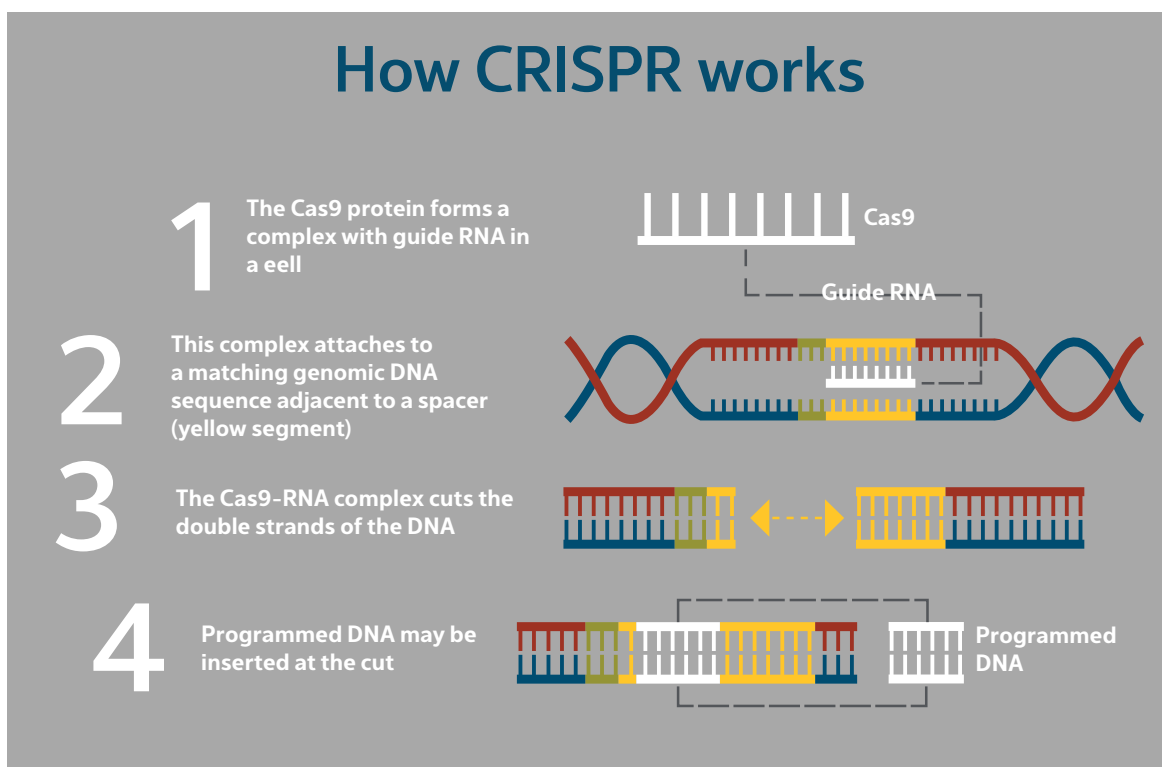 How CRISPR works
1
The Cas9 protein forms a
complex with guide RNA in
a eell
Cas9
Guide RNA
2
This complex attaches to
a matching genomic DNA
sequence adjacent to a spacer
(yellow segment)
3
The Cas9-RNA complex cuts the
double strands of the DNA
4
Programmed DNA may be
inserted at the cut
Programmed
DNA